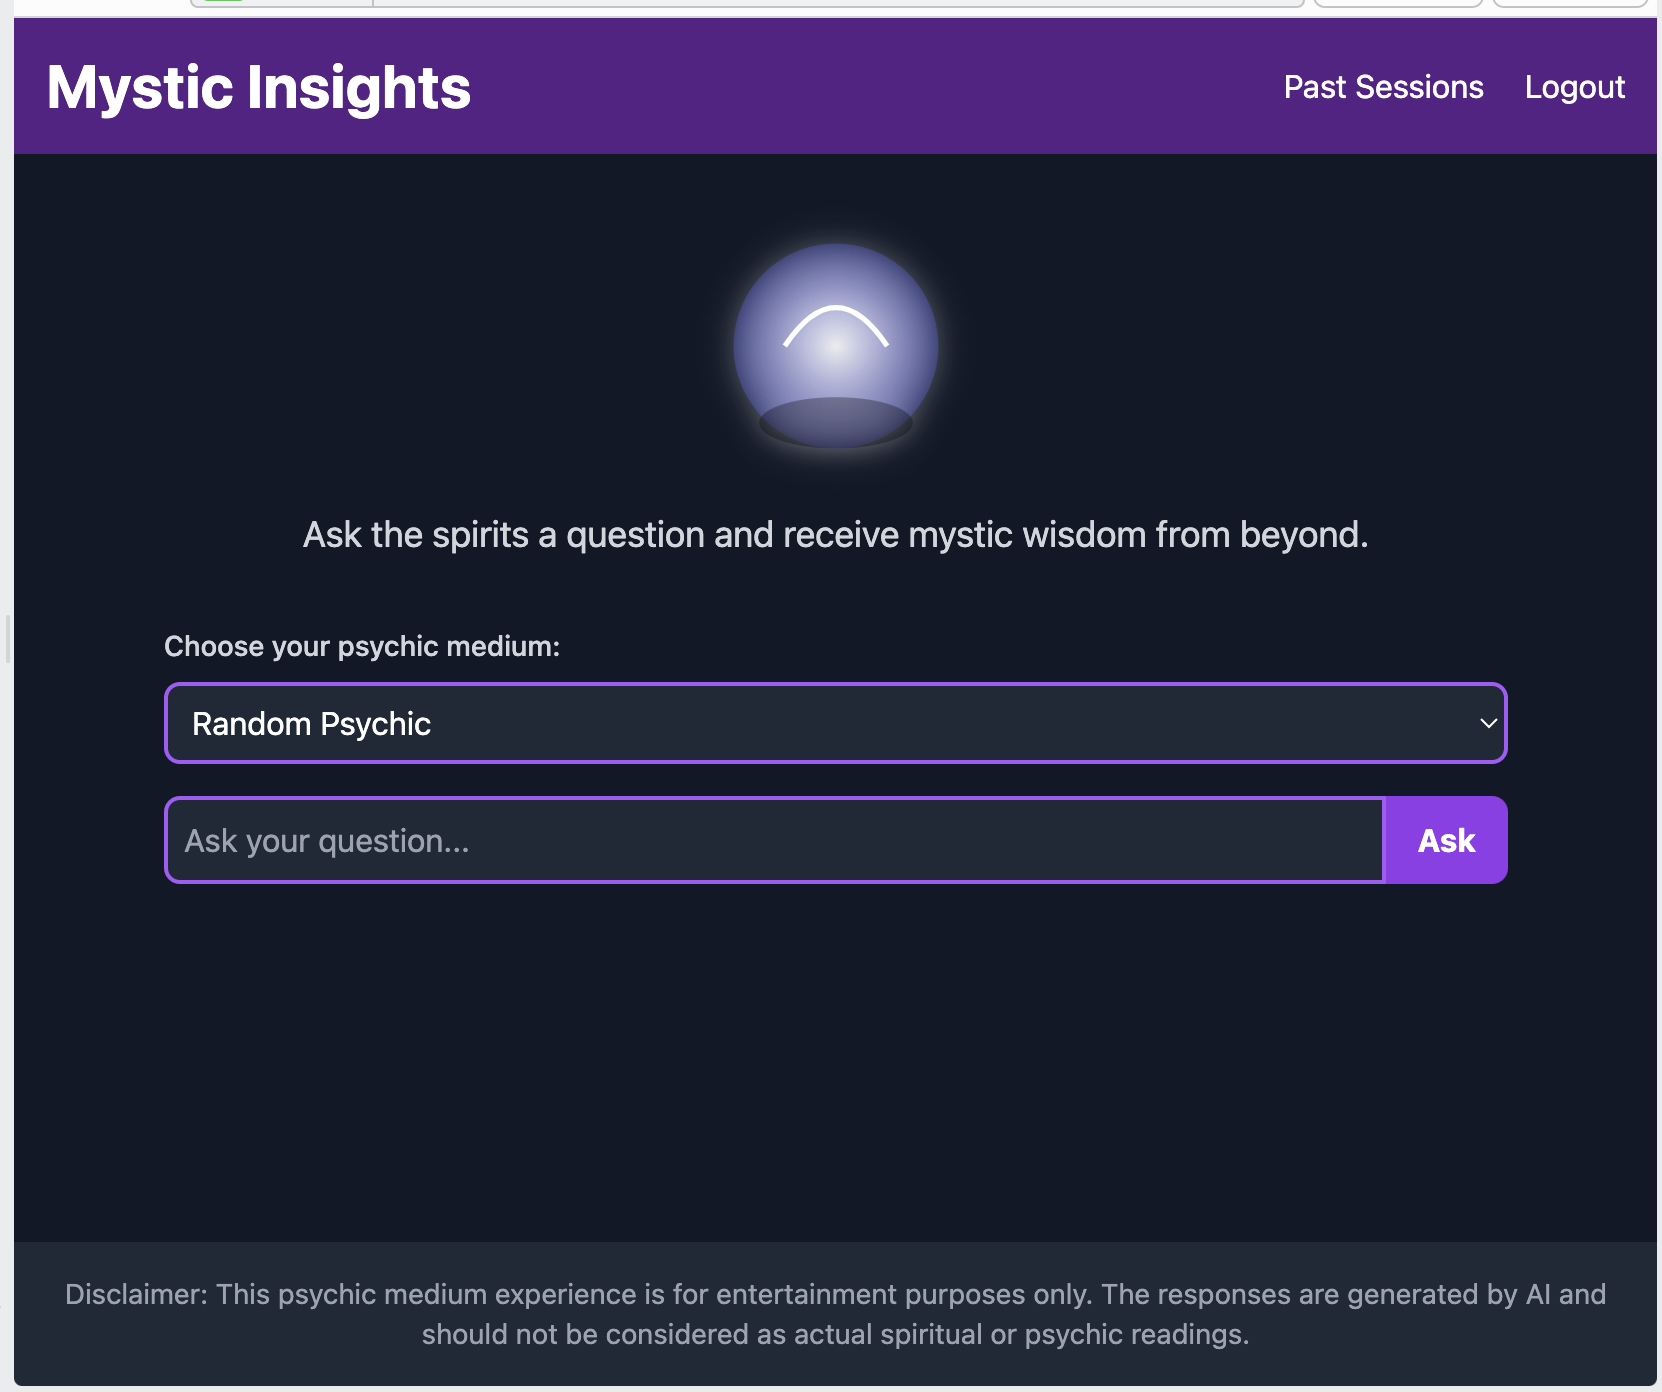 Mystic Insights
Past Sessions
Logout
Ask the spirits a question and receive mystic wisdom from beyond.
Choose your psychic medium:
Random Psychic
Ask your question...
Ask
Disclaimer: This psychic medium experience is for entertainment purposes only. The responses are generated by AI and
should not be considered as actual spiritual or psychic readings.